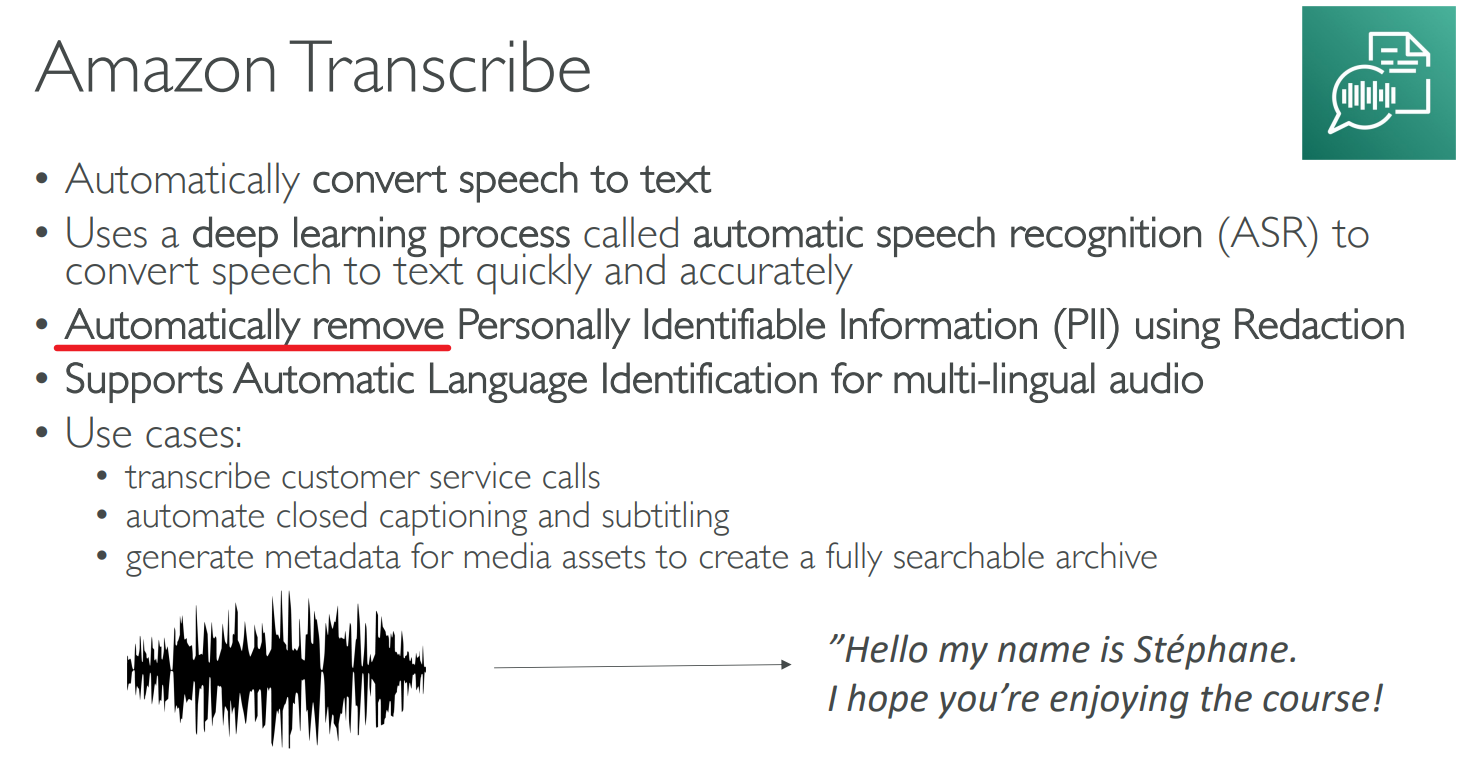 Amazon Transcribe
• Automatically convert speech to text
• Uses a deep learning process called automatic speech recognition (ASR) to
convert speech to text quickly and accurately
• Automatically remove Personally Identifiable Information (PII) using Redaction
• Supports Automatic Language Identification for multi-lingual audio
• Use cases:
• transcribe customer service calls
• automate closed captioning and subtitling
• generate metadata for media assets to create a fully searchable archive
”Hello my name is Stéphane.
I hope you’re enjoying the course!